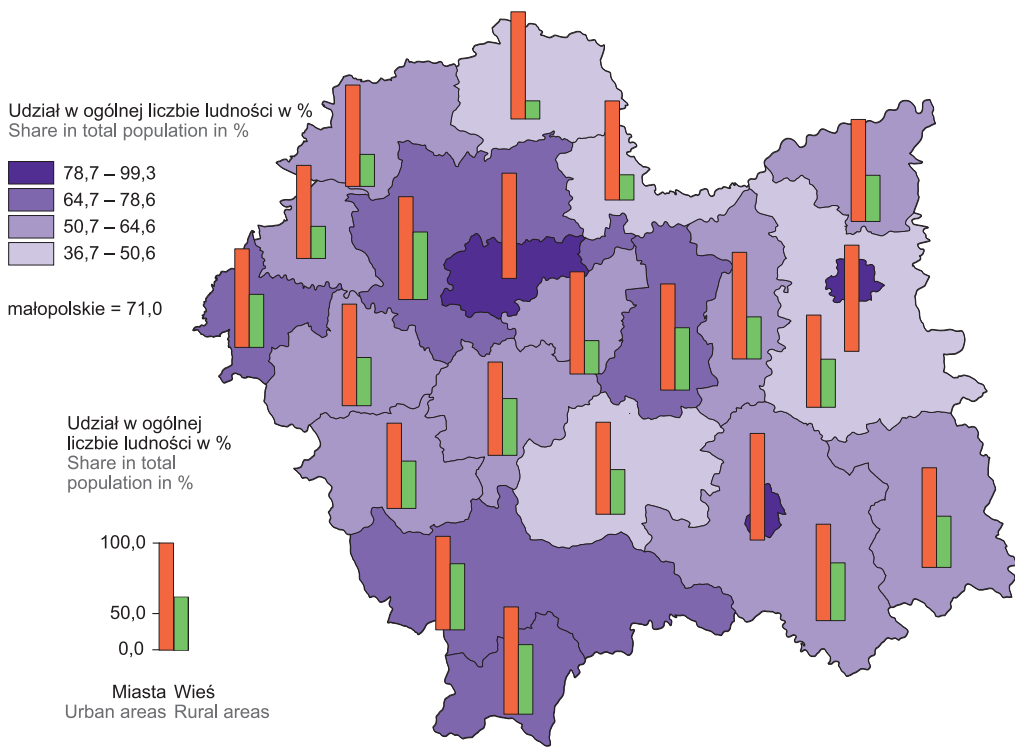 Udział w ogólnej liczbie ludności w %
Share in total population in %
78,7 – 99,3
64,7 – 78,6
50,7 – 64,6
36,7 – 50,6
małopolskie = 71,0
Udział w ogólnej
liczbie ludności w %
Share in total
population in %
100,0
50,0
0,0
Miasta Wieś
Urban areas Rural areas